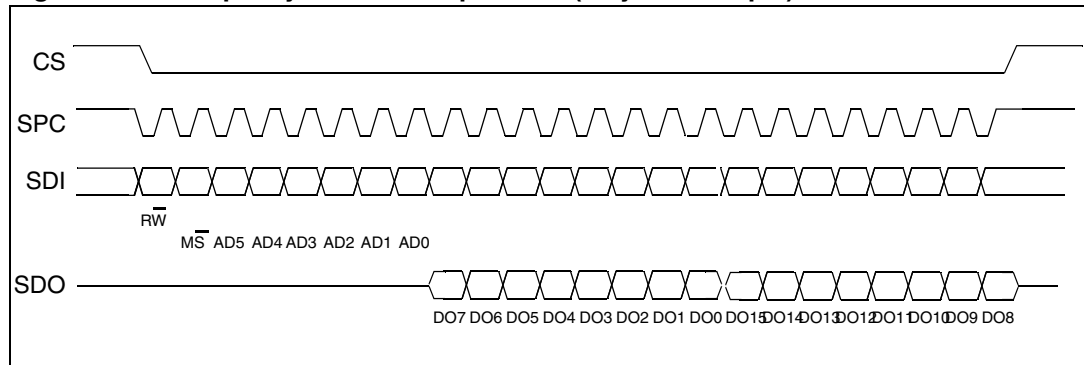 CS
SPC
SDI
RW
MS AD5 AD4 AD3 AD2 AD1 AD0
SDO
DO7 DO6 DO5 DO4 DO3 DO2 DO1 DO0 DO15 DO14 DO13 DO12 DO11 DO10 DO9 DO8